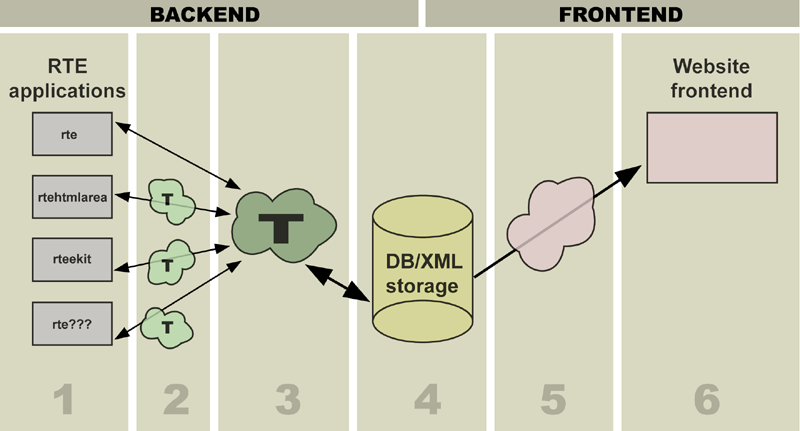 BACKEND
FRONTEND
RTE
applications
Website
frontend
rte
rtehtmlarea
T
T
rteekit
T
DB/XML
storage
rte???
T
1
2
3
4
5
6